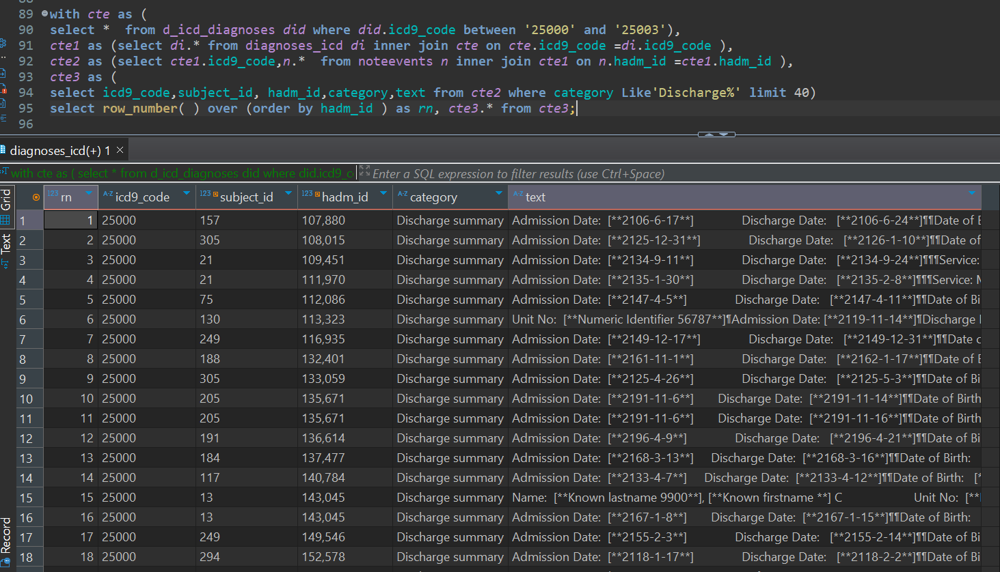 89 with cte as (
90 select * from d_icd_diagnoses did where did.icd9_code between '25000' and '25003'),
91 cte1 as (select di.* from diagnoses_icd di inner join cte on cte.icd9_code =di.icd9_code ),
92 cte2 as (select cte1.icd9_code,n.* from noteevents n inner join cte1 on n.hadm_id =cte1.hadm_id ),
93 cte3 as (
94 select icd9_code,subject_id, hadm_id,category,text from cte2 where category Like'Discharge%' limit 40)
95 select row_number( ) over (order by hadm_id ) as rn, cte3.* from cte3;
96
diagnoses_icd(+) 1 ×
with cte as ( select * from d_icd_diagnoses did where did.icd9_c Enter a SQL expression to filter results (use Ctrl+Space)
Grid
Text
Record
123 rn A-Z icd9_code 123 subject_id 123 hadm_id A-Z category A-Z text
1 1 25000 157 107,880 Discharge summary Admission Date: [**2106-6-17**] Discharge Date: [**2106-6-24**]¶¶Date of
2 2 25000 305 108,015 Discharge summary Admission Date: [**2125-12-31**] Discharge Date: [**2126-1-10**]¶¶Date of
3 3 25000 21 109,451 Discharge summary Admission Date: [**2134-9-11**] Discharge Date: [**2134-9-24**]¶¶¶Service:
4 4 25000 21 111,970 Discharge summary Admission Date: [**2135-1-30**] Discharge Date: [**2135-2-8**]¶¶¶Service:
5 5 25000 75 112,086 Discharge summary Admission Date: [**2147-4-5**] Discharge Date: [**2147-4-11**]¶¶Date of Bi
6 6 25000 130 113,323 Discharge summary Unit No: [**Numeric Identifier 56787**]¶Admission Date: [**2119-11-14**]¶Discharge
7 7 25000 249 116,935 Discharge summary Admission Date: [**2149-12-17**] Discharge Date: [**2149-12-31**]¶¶Date
8 8 25000 188 132,401 Discharge summary Admission Date: [**2161-11-1**] Discharge Date: [**2162-1-17**]¶¶Date of
9 9 25000 305 133,059 Discharge summary Admission Date: [**2125-4-26**] Discharge Date: [**2125-5-3**]¶¶Date of Bi
10 10 25000 205 135,671 Discharge summary Admission Date: [**2191-11-6**] Discharge Date: [**2191-11-14**]¶¶Date of Birth
11 11 25000 205 135,671 Discharge summary Admission Date: [**2191-11-6**] Discharge Date: [**2191-11-16**]¶¶Date of Birth
12 12 25000 191 136,614 Discharge summary Admission Date: [**2196-4-9**] Discharge Date: [**2196-4-21**]¶¶Date of Bi
13 13 25000 184 137,477 Discharge summary Admission Date: [**2168-3-13**] Discharge Date: [**2168-3-16**]¶¶Date of Birth:
14 14 25000 117 140,784 Discharge summary Admission Date: [**2133-4-7**] Discharge Date: [**2133-4-12**]¶¶Date of Birth: [*
15 15 25000 13 143,045 Discharge summary Name: [**Known lastname 9900**], [**Known firstname **] C Unit No: [**
16 16 25000 13 143,045 Discharge summary Admission Date: [**2167-1-8**] Discharge Date: [**2167-1-15**]¶¶Date of Birth:
17 17 25000 249 149,546 Discharge summary Admission Date: [**2155-2-3**] Discharge Date: [**2155-2-14**]¶¶Date of Bi
18 18 25000 294 152,578 Discharge summary Admission Date: [**2118-1-17**] Discharge Date: [**2118-2-2**]¶¶Date of Bi